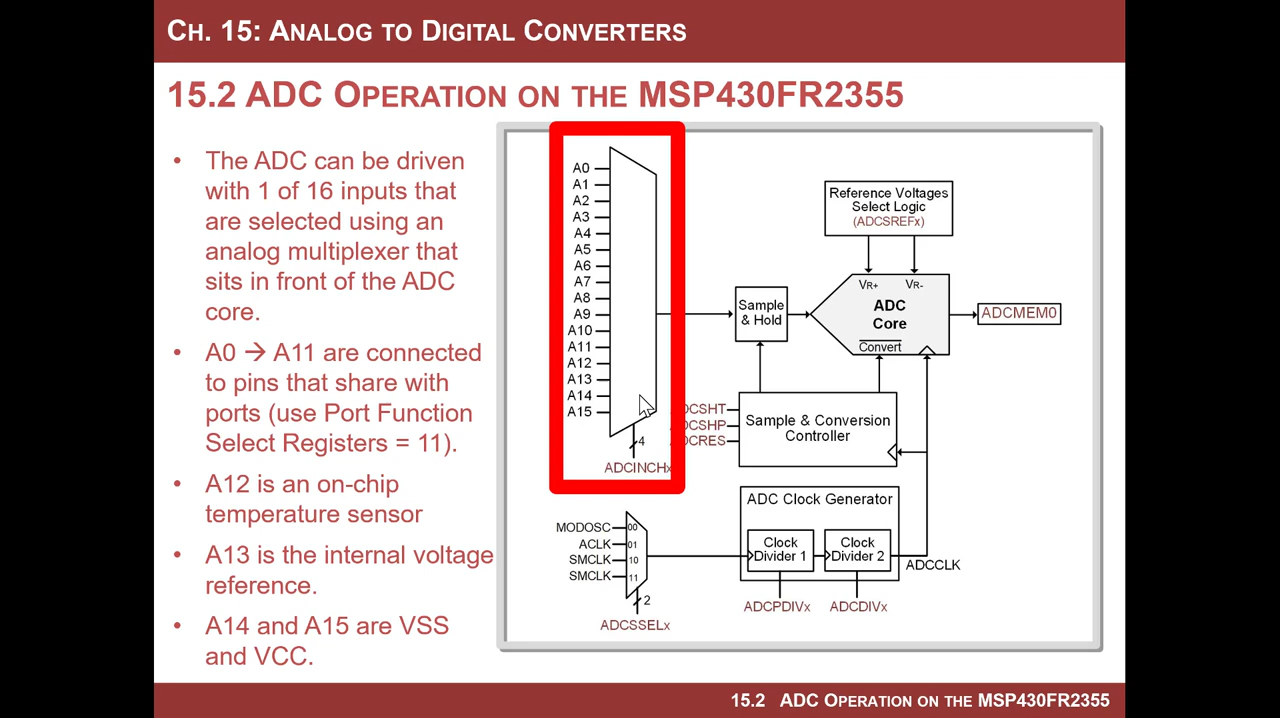 CH. 15: ANALOG TO DIGITAL CONVERTERS
15.2 ADC OPERATION ON THE MSP430FR2355
• The ADC can be driven
with 1 of 16 inputs that
are selected using an
analog multiplexer that
sits in front of the ADC
core.
• A0 → A11 are connected
to pins that share with
ports (use Port Function
Select Registers = 11).
• A12 is an on-chip
temperature sensor
• A13 is the internal voltage
reference.
• A14 and A15 are VSS
and VCC.
A0
A1
A2
A3
A4
A5
A6
A7
A8
A9
A10
A11
A12
A13
A14
A15
4
ADCINCHx
Reference Voltages
Select Logic
(ADCSREFx)
VR+ VR-
ADC
Core
Convert
Sample
& Hold
ADCMEM0
ADCSHT
ADCSHP
ADCRES
Sample & Conversion
Controller
ADC Clock Generator
Clock
Divider 1
Clock
Divider 2
ADCCLK
ADCPDIVx
ADCDIVx
MODOSC 00
ACLK 01
SMCLK 10
SMCLK 11
2
ADCSSELx
15.2 ADC OPERATION ON THE MSP430FR2355